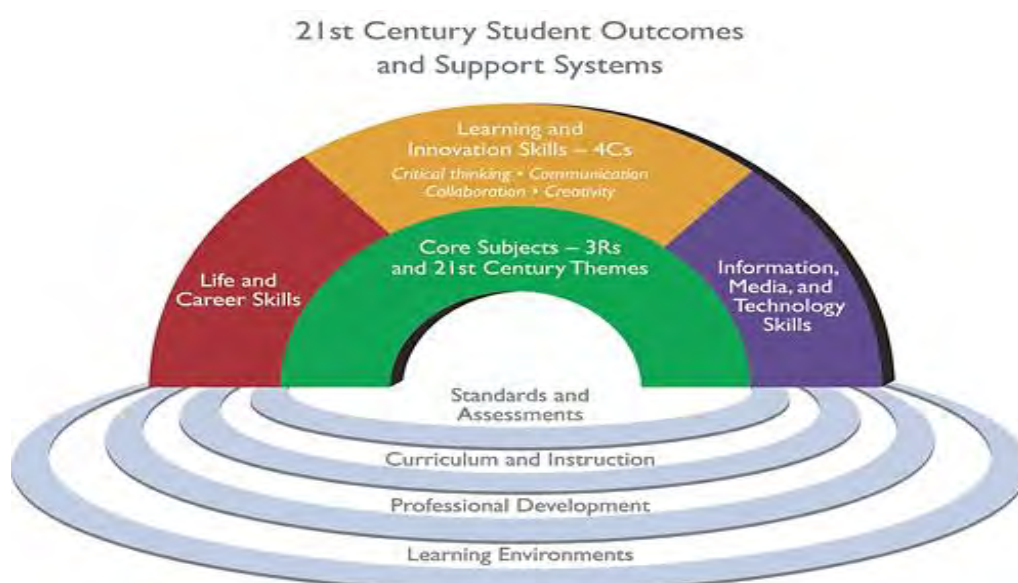 21st Century Student Outcomes
and Support Systems
Learning and
Innovation Skills – 4Cs
Critical thinking • Communication
Collaboration • Creativity
Core Subjects – 3Rs
and 21st Century Themes
Life and
Career Skills
Information,
Media, and
Technology
Skills
Standards and
Assessments
Curriculum and Instruction
Professional Development
Learning Environments